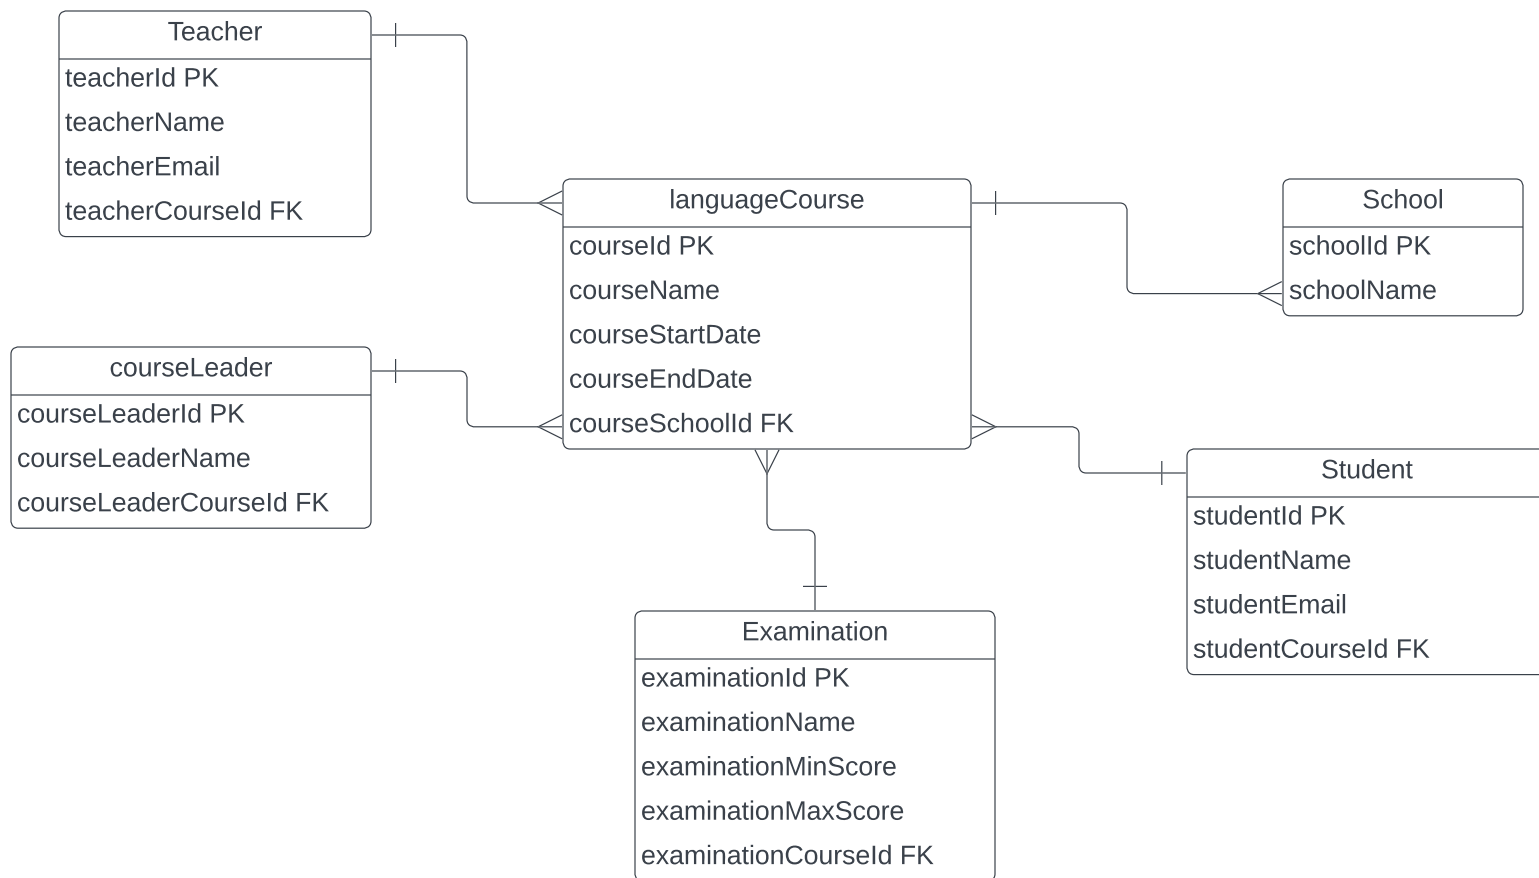 Teacher
teacherId PK
teacherName
teacherEmail
teacherCourseId FK
languageCourse
courseId PK
courseName
courseStartDate
courseEndDate
courseSchoolId FK
School
schoolId PK
schoolName
courseLeader
courseLeaderId PK
courseLeaderName
courseLeaderCourseId FK
Student
studentId PK
studentName
studentEmail
studentCourseId FK
Examination
examinationId PK
examinationName
examinationMinScore
examinationMaxScore
examinationCourseId FK